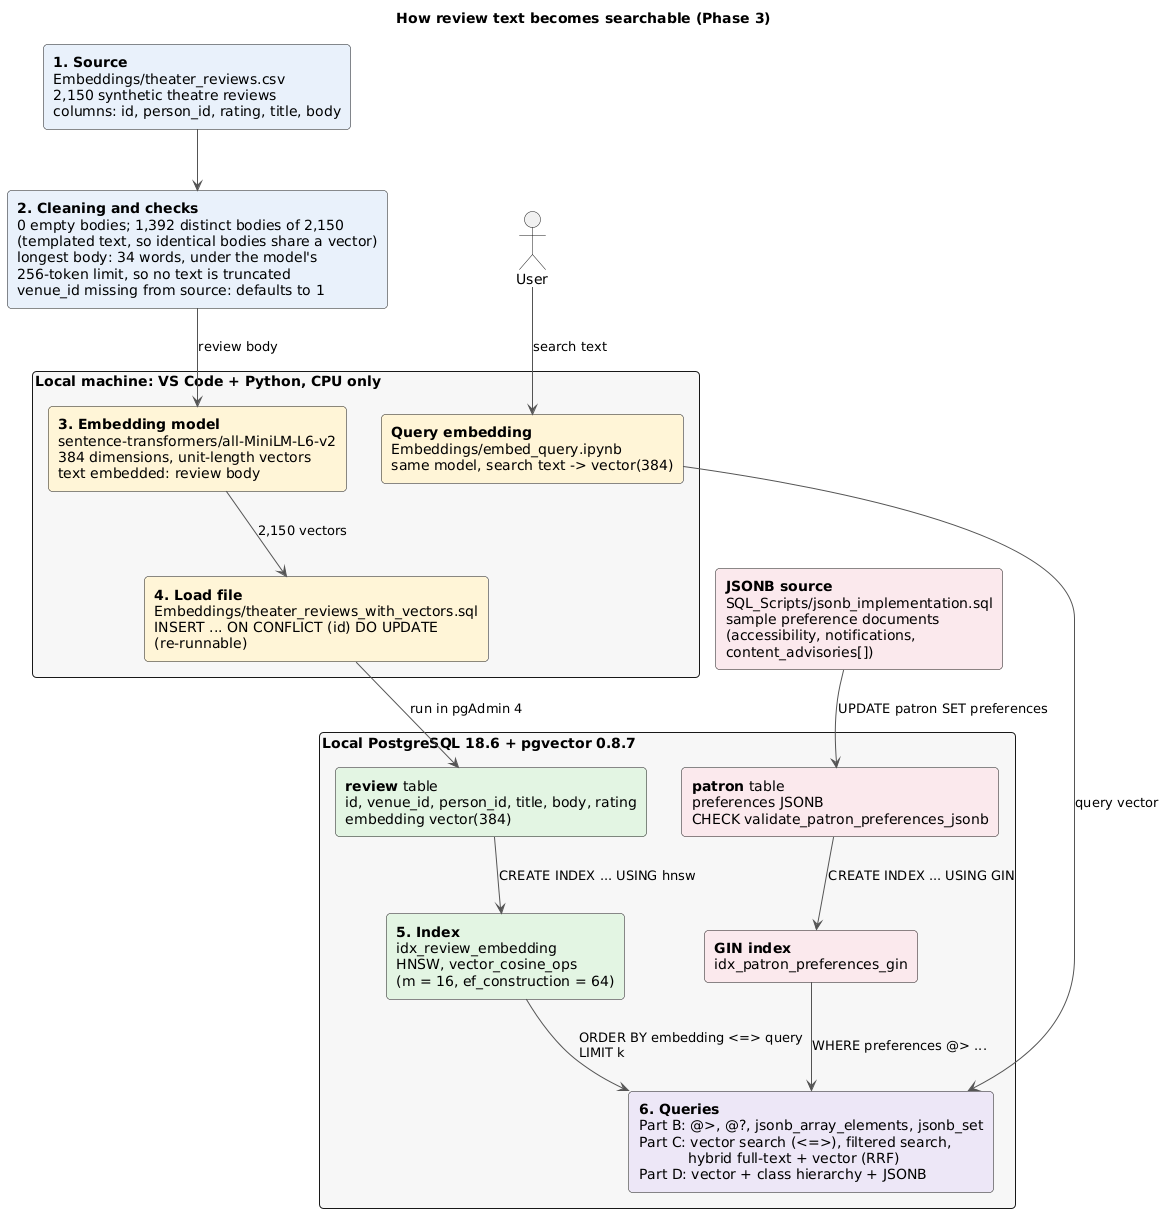 How review text becomes searchable (Phase 3)
1. Source
Embeddings/theater_reviews.csv
2,150 synthetic theatre reviews
columns: id, person_id, rating, title, body
2. Cleaning and checks
0 empty bodies; 1,392 distinct bodies of 2,150
(templated text, so identical bodies share a vector)
longest body: 34 words, under the model's
256-token limit, so no text is truncated
venue_id missing from source: defaults to 1
User
review body
search text
Local machine: VS Code + Python, CPU only
3. Embedding model
sentence-transformers/all-MiniLM-L6-v2
384 dimensions, unit-length vectors
text embedded: review body
Query embedding
Embeddings/embed_query.ipynb
same model, search text -> vector(384)
2,150 vectors
4. Load file
Embeddings/theater_reviews_with_vectors.sql
INSERT ... ON CONFLICT (id) DO UPDATE
(re-runnable)
JSONB source
SQL_Scripts/jsonb_implementation.sql
sample preference documents
(accessibility, notifications,
content_advisories[])
run in pgAdmin 4
UPDATE patron SET preferences
Local PostgreSQL 18.6 + pgvector 0.8.7
review table
id, venue_id, person_id, title, body, rating
embedding vector(384)
patron table
preferences JSONB
CHECK validate_patron_preferences_jsonb
query vector
CREATE INDEX ... USING hnsw
CREATE INDEX ... USING GIN
5. Index
idx_review_embedding
HNSW, vector_cosine_ops
(m = 16, ef_construction = 64)
GIN index
idx_patron_preferences_gin
ORDER BY embedding <=> query
LIMIT k
WHERE preferences @> ...
6. Queries
Part B: @>, @?, jsonb_array_elements, jsonb_set
Part C: vector search (<=>), filtered search,
hybrid full-text + vector (RRF)
Part D: vector + class hierarchy + JSONB